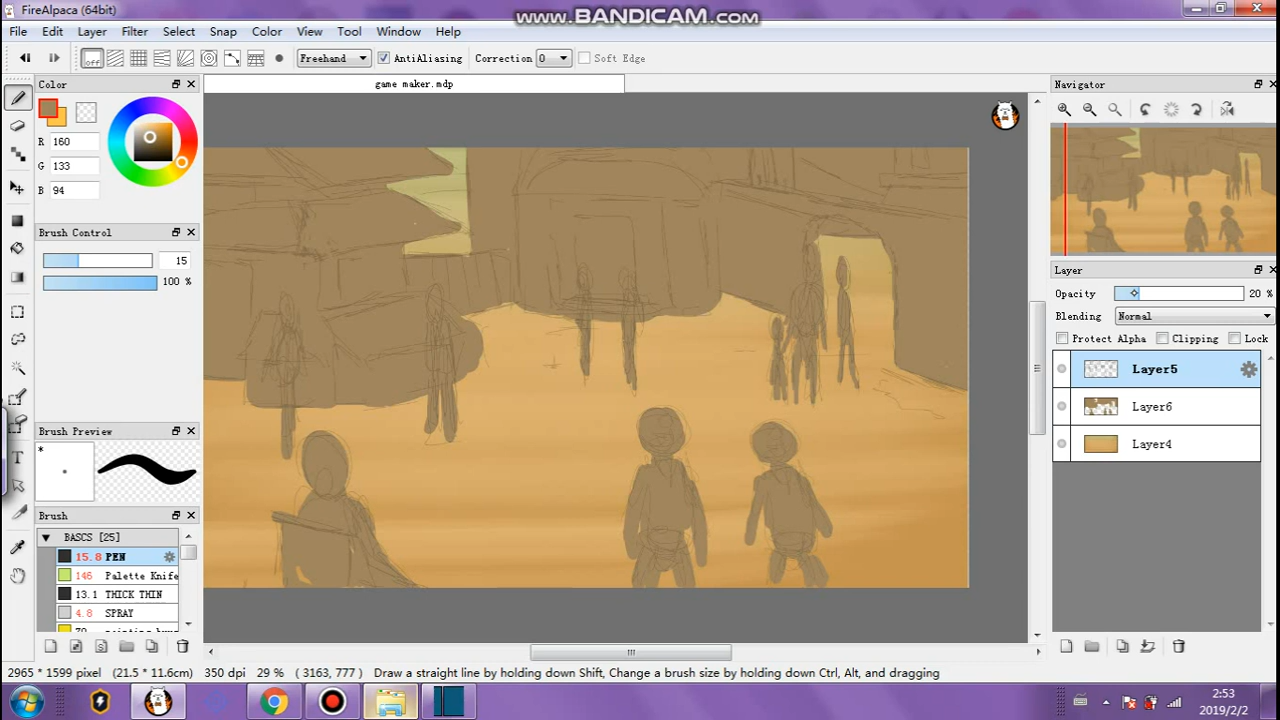 FireAlpaca (64bit)
www.BANDICAM.com
File Edit Layer Filter Select Snap Color View Tool Window Help
off Freehand AntiAliasing Correction 0 Soft Edge
Color
game maker.mdp
Navigator
R 160
G 133
B 94
Brush Control
15
100 %
Layer
Opacity 20 %
Blending Normal
Protect Alpha Clipping Lock
Layer5
Layer6
Layer4
Brush Preview
*
Brush
BASCS [25]
15.8 PEN
146 Palette Knife
13.1 THICK THIN
4.8 SPRAY
2965 * 1599 pixel (21.5 * 11.6cm) 350 dpi 29 % (3163, 777) Draw a straight line by holding down Shift, Change a brush size by holding down Ctrl, Alt, and dragging
2:53
2019/2/2